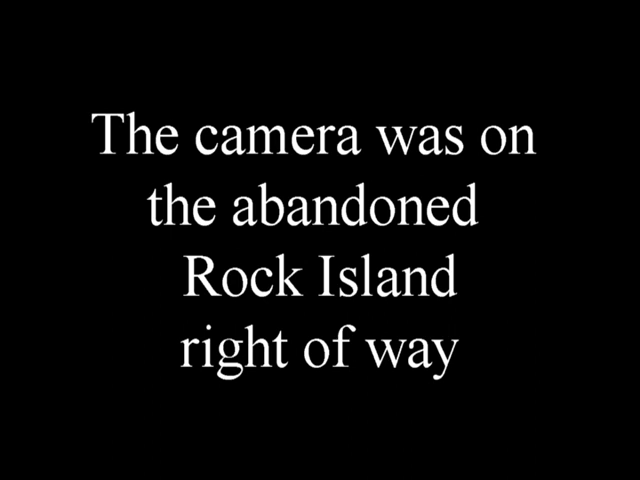 The camera was on
the abandoned
Rock Island
right of way